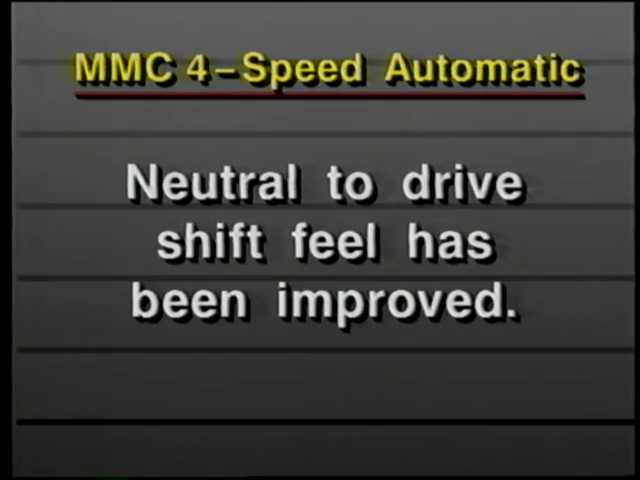 MMC 4-Speed Automatic
Neutral to drive
shift feel has
been improved.